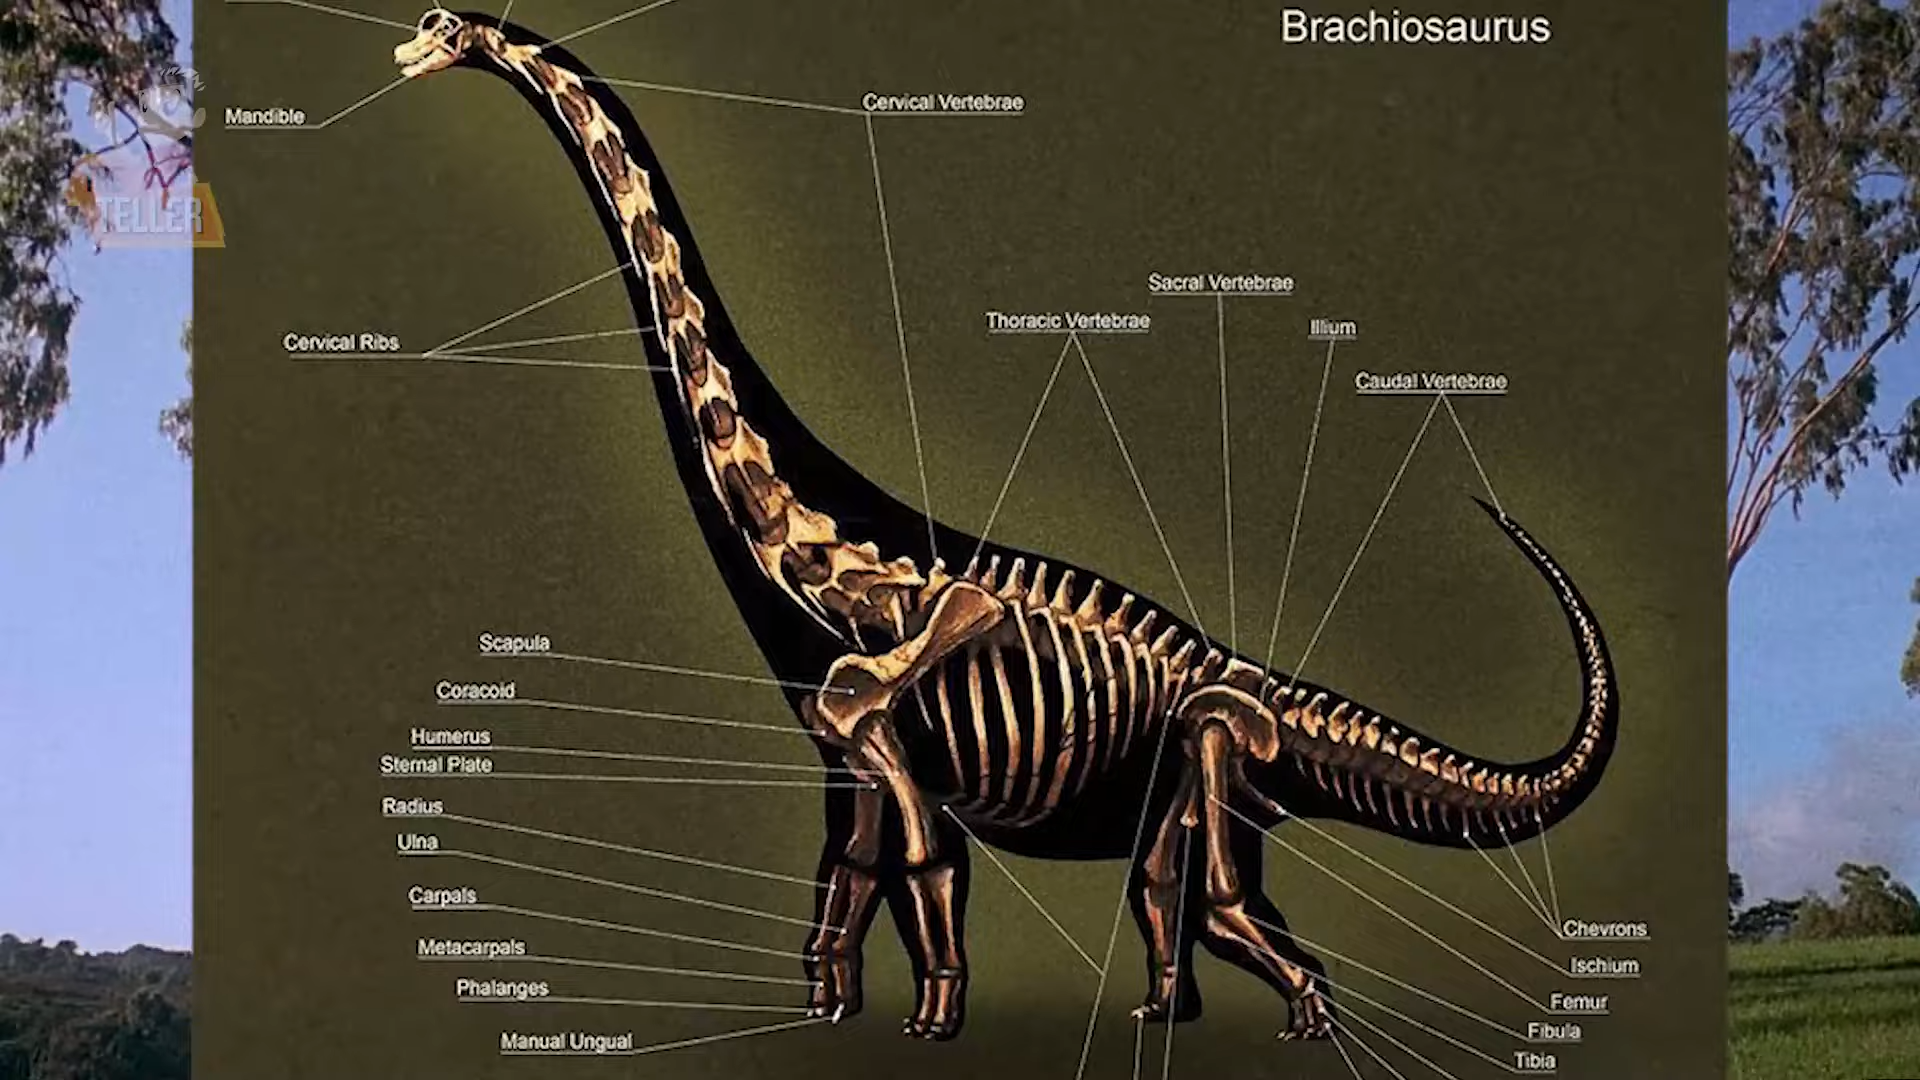 Brachiosaurus
Cervical Vertebrae
Mandible
TELLER
Sacral Vertebrae
Thoracic Vertebrae
Illium
Cervical Ribs
Caudal Vertebrae
Scapula
Coracoid
Humerus
Sternal Plate
Radius
Ulna
Carpals
Chevrons
Metacarpals
Ischium
Phalanges
Femur
Fibula
Manual Ungual
Tibia